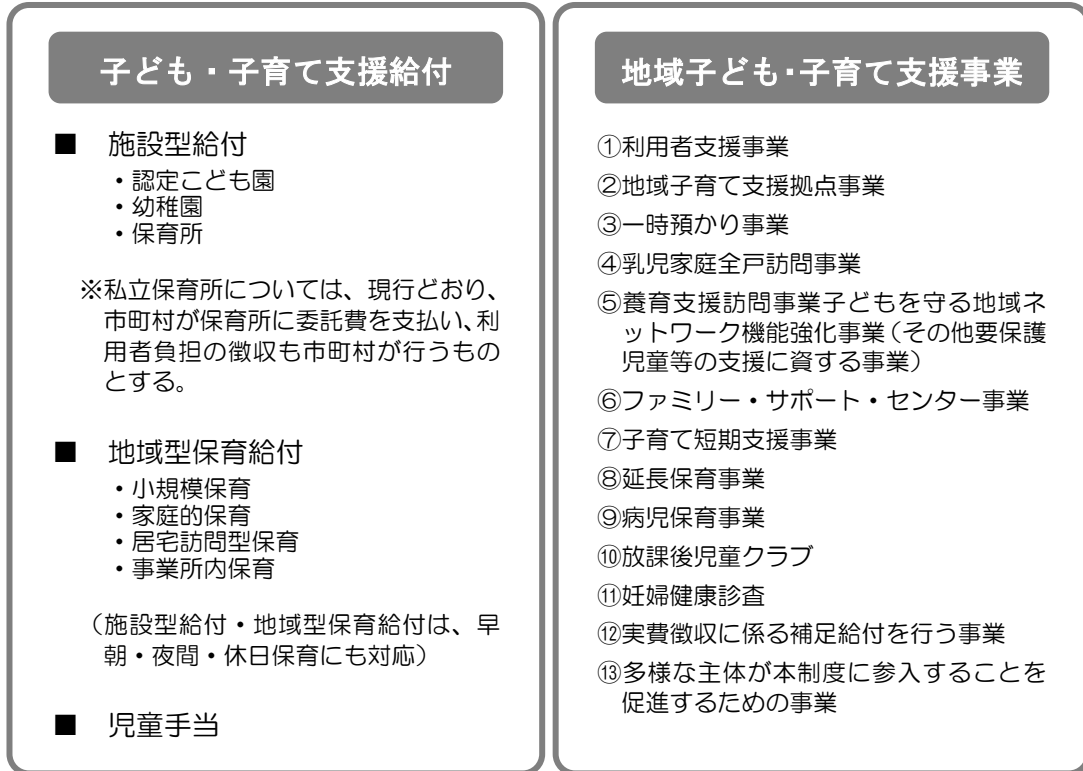 子ども・子育て支援給付
■ 施設型給付
・認定こども園
・幼稚園
・保育所
※私立保育所については、現行どおり、
市町村が保育所に委託費を支払い、利
用者負担の徴収も市町村が行うもの
とする。
■ 地域型保育給付
・小規模保育
・家庭的保育
・居宅訪問型保育
・事業所内保育
（施設型給付・地域型保育給付は、早
朝・夜間・休日保育にも対応）
■ 児童手当
地域子ども・子育て支援事業
①利用者支援事業
②地域子育て支援拠点事業
③一時預かり事業
④乳児家庭全戸訪問事業
⑤養育支援訪問事業子どもを守る地域ネ
ットワーク機能強化事業（その他要保護
児童等の支援に資する事業）
⑥ファミリー・サポート・センター事業
⑦子育て短期支援事業
⑧延長保育事業
⑨病児保育事業
⑩放課後児童クラブ
⑪妊婦健康診査
⑫実費徴収に係る補足給付を行う事業
⑬多様な主体が本制度に参入することを
促進するための事業